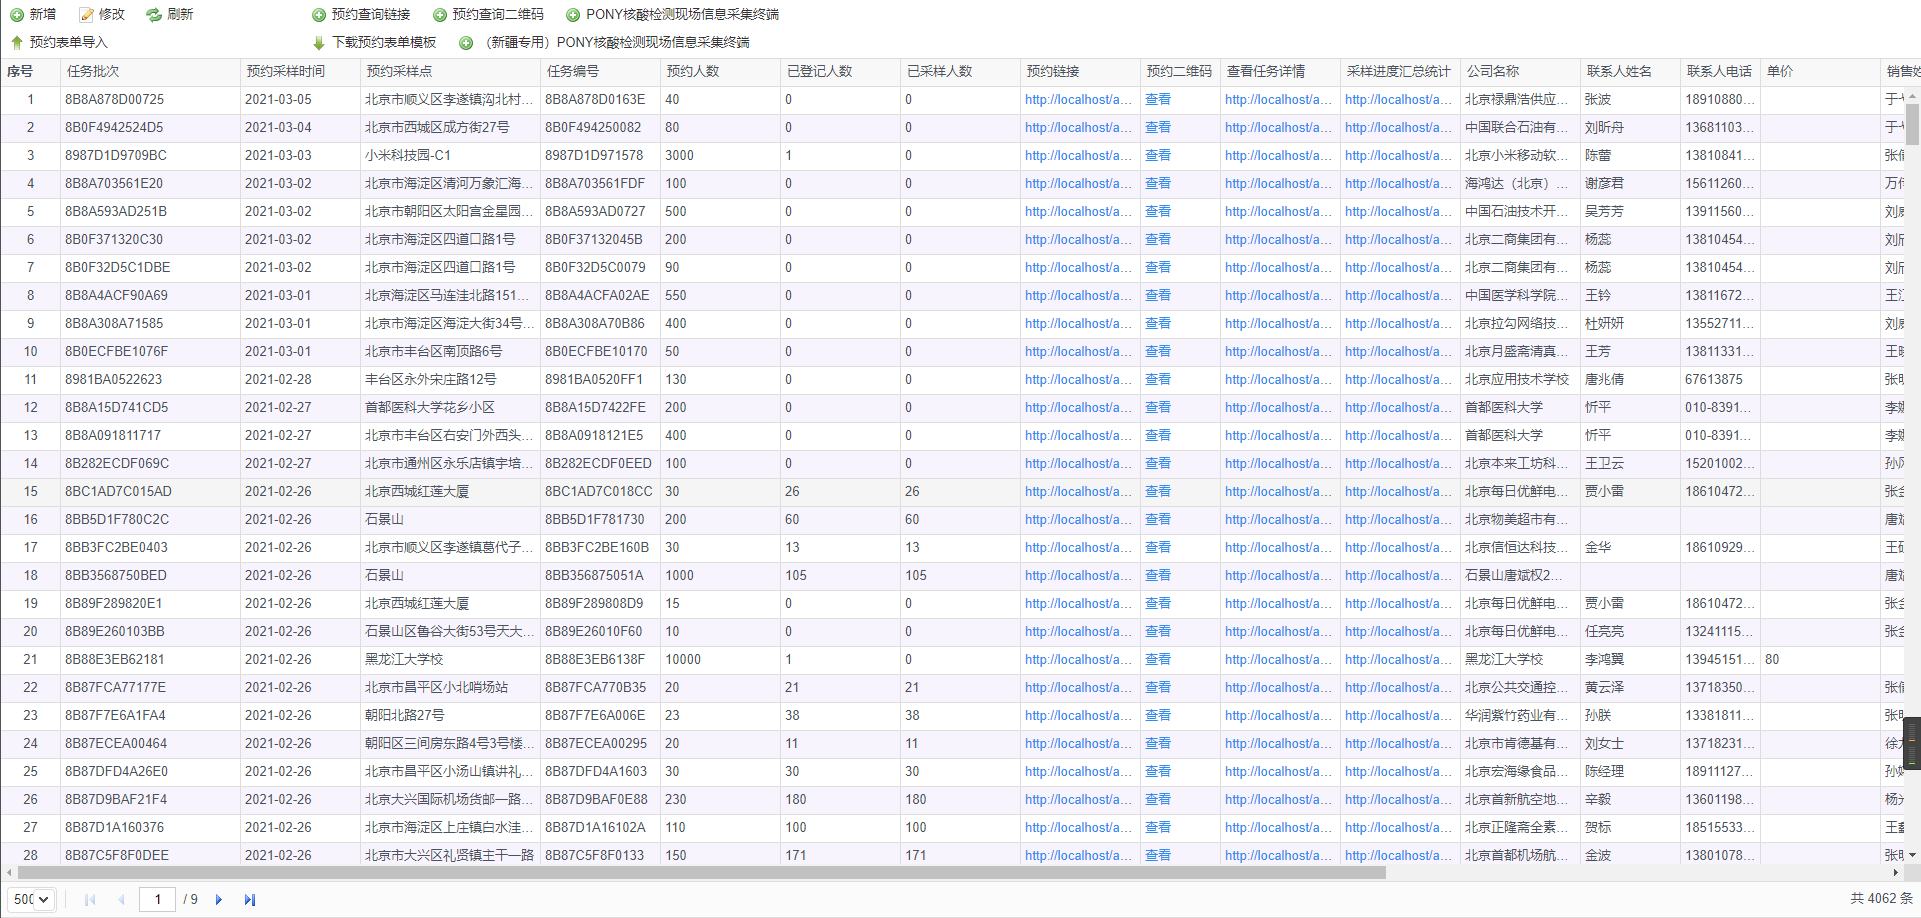 新增 修改 刷新 预约查询链接 预约查询二维码 PONY核酸检测现场信息采集终端
预约表单导入 下载预约表单模板 （新疆专用）PONY核酸检测现场信息采集终端
序号 任务批次 预约采样时间 预约采样点 任务编号 预约人数 已登记人数 已采样人数 预约链接 预约二维码 查看任务详情 采样进度汇总统计 公司名称 联系人姓名 联系人电话 单价 销售
1 8B8A878D00725 2021-03-05 北京市顺义区李遂镇沟北村... 8B8A878D0163E 40 0 0 http://localhost/a... 查看 http://localhost/a... http://localhost/a... 北京禄鼎浩供应... 张波 18910880... 于
2 8B0F4942524D5 2021-03-04 北京市西城区成方街27号 8B0F494250082 80 0 0 http://localhost/a... 查看 http://localhost/a... http://localhost/a... 中国联合石油有... 刘昕舟 13681103... 于
3 8987D1D9709BC 2021-03-03 小米科技园-C1 8987D1D971578 3000 1 0 http://localhost/a... 查看 http://localhost/a... http://localhost/a... 北京小米移动软... 陈蕾 13810841... 张
4 8B8A703561E20 2021-03-02 北京市海淀区清河万象汇海... 8B8A703561FDF 100 0 0 http://localhost/a... 查看 http://localhost/a... http://localhost/a... 海鸿达（北京）... 谢彦君 15611260... 万
5 8B8A593AD251B 2021-03-02 北京市朝阳区太阳宫金星园... 8B8A593AD0727 500 0 0 http://localhost/a... 查看 http://localhost/a... http://localhost/a... 中国石油技术开... 吴芳芳 13911560... 刘
6 8B0F371320C30 2021-03-02 北京市海淀区四道口路1号 8B0F37132045B 200 0 0 http://localhost/a... 查看 http://localhost/a... http://localhost/a... 北京二商集团有... 杨蕊 13810454... 刘
7 8B0F32D5C1DBE 2021-03-02 北京市海淀区四道口路1号 8B0F32D5C0079 90 0 0 http://localhost/a... 查看 http://localhost/a... http://localhost/a... 北京二商集团有... 杨蕊 13810454... 刘
8 8B8A4ACF90A69 2021-03-01 北京海淀区马连洼北路151... 8B8A4ACFA02AE 550 0 0 http://localhost/a... 查看 http://localhost/a... http://localhost/a... 中国医学科学院... 王钤 13811672... 王
9 8B8A308A71585 2021-03-01 北京市海淀区海淀大街34号... 8B8A308A70B86 400 0 0 http://localhost/a... 查看 http://localhost/a... http://localhost/a... 北京拉勾网络技... 杜妍妍 13552711... 刘
10 8B0ECFBE1076F 2021-03-01 北京市丰台区南顶路6号 8B0ECFBE10170 50 0 0 http://localhost/a... 查看 http://localhost/a... http://localhost/a... 北京月盛斋清真... 王芳 13811331... 王
11 8981BA0522623 2021-02-28 丰台区永外宋庄路12号 8981BA0520FF1 130 0 0 http://localhost/a... 查看 http://localhost/a... http://localhost/a... 北京应用技术学校 唐兆倩 67613875 张
12 8B8A15D741CD5 2021-02-27 首都医科大学花乡小区 8B8A15D7422FE 200 0 0 http://localhost/a... 查看 http://localhost/a... http://localhost/a... 首都医科大学 忻平 010-8391... 李
13 8B8A091811717 2021-02-27 北京市丰台区右安门外西头... 8B8A0918121E5 400 0 0 http://localhost/a... 查看 http://localhost/a... http://localhost/a... 首都医科大学 忻平 010-8391... 李
14 8B282ECDF069C 2021-02-27 北京市通州区永乐店镇宇培... 8B282ECDF0EED 100 0 0 http://localhost/a... 查看 http://localhost/a... http://localhost/a... 北京本来工坊科... 王卫云 15201002... 孙
15 8BC1AD7C015AD 2021-02-26 北京西城红莲大厦 8BC1AD7C018CC 30 26 26 http://localhost/a... 查看 http://localhost/a... http://localhost/a... 北京每日优鲜电... 贾小雷 18610472... 张
16 8BB5D1F780C2C 2021-02-26 石景山 8BB5D1F781730 200 60 60 http://localhost/a... 查看 http://localhost/a... http://localhost/a... 北京物美超市有... 唐
17 8BB3FC2BE0403 2021-02-26 北京市顺义区李遂镇葛代子... 8BB3FC2BE160B 30 13 13 http://localhost/a... 查看 http://localhost/a... http://localhost/a... 北京信恒达科技... 金华 18610929... 王
18 8BB3568750BED 2021-02-26 石景山 8BB356875051A 1000 105 105 http://localhost/a... 查看 http://localhost/a... http://localhost/a... 石景山唐斌权2... 唐
19 8B89F289820E1 2021-02-26 北京西城红莲大厦 8B89F289808D9 15 0 0 http://localhost/a... 查看 http://localhost/a... http://localhost/a... 北京每日优鲜电... 贾小雷 18610472... 张
20 8B89E260103BB 2021-02-26 石景山区鲁谷大街53号天大... 8B89E26010F60 10 0 0 http://localhost/a... 查看 http://localhost/a... http://localhost/a... 北京每日优鲜电... 任亮亮 13241115... 张
21 8B88E3EB62181 2021-02-26 黑龙江大学校 8B88E3EB6138F 10000 1 0 http://localhost/a... 查看 http://localhost/a... http://localhost/a... 黑龙江大学校 李鸿翼 13945151... 80
22 8B87FCA77177E 2021-02-26 北京市昌平区小北哨场站 8B87FCA770B35 20 21 21 http://localhost/a... 查看 http://localhost/a... http://localhost/a... 北京公共交通控... 黄云泽 13718350... 张
23 8B87F7E6A1FA4 2021-02-26 朝阳北路27号 8B87F7E6A006E 23 38 38 http://localhost/a... 查看 http://localhost/a... http://localhost/a... 华润紫竹药业有... 孙朕 13381811... 张
24 8B87ECEA00464 2021-02-26 朝阳区三间房东路4号3号楼... 8B87ECEA00295 20 11 11 http://localhost/a... 查看 http://localhost/a... http://localhost/a... 北京市肯德基有... 刘女士 13718231... 徐
25 8B87DFD4A26E0 2021-02-26 北京市昌平区小汤山镇讲礼... 8B87DFD4A1603 30 30 30 http://localhost/a... 查看 http://localhost/a... http://localhost/a... 北京宏海缘食品... 陈经理 18911127... 孙
26 8B87D9BAF21F4 2021-02-26 北京大兴国际机场货邮一路... 8B87D9BAF0E88 230 180 180 http://localhost/a... 查看 http://localhost/a... http://localhost/a... 北京首新航空地... 辛毅 13601198... 杨
27 8B87D1A160376 2021-02-26 北京市海淀区上庄镇白水洼... 8B87D1A16102A 110 100 100 http://localhost/a... 查看 http://localhost/a... http://localhost/a... 北京正隆斋全素... 贺标 18515533... 王
28 8B87C5F8F0DEE 2021-02-26 北京市大兴区礼贤镇主干一路 8B87C5F8F0133 150 171 171 http://localhost/a... 查看 http://localhost/a... http://localhost/a... 北京首都机场航... 金波 13801078... 张
500 1 / 9 共 4062 条